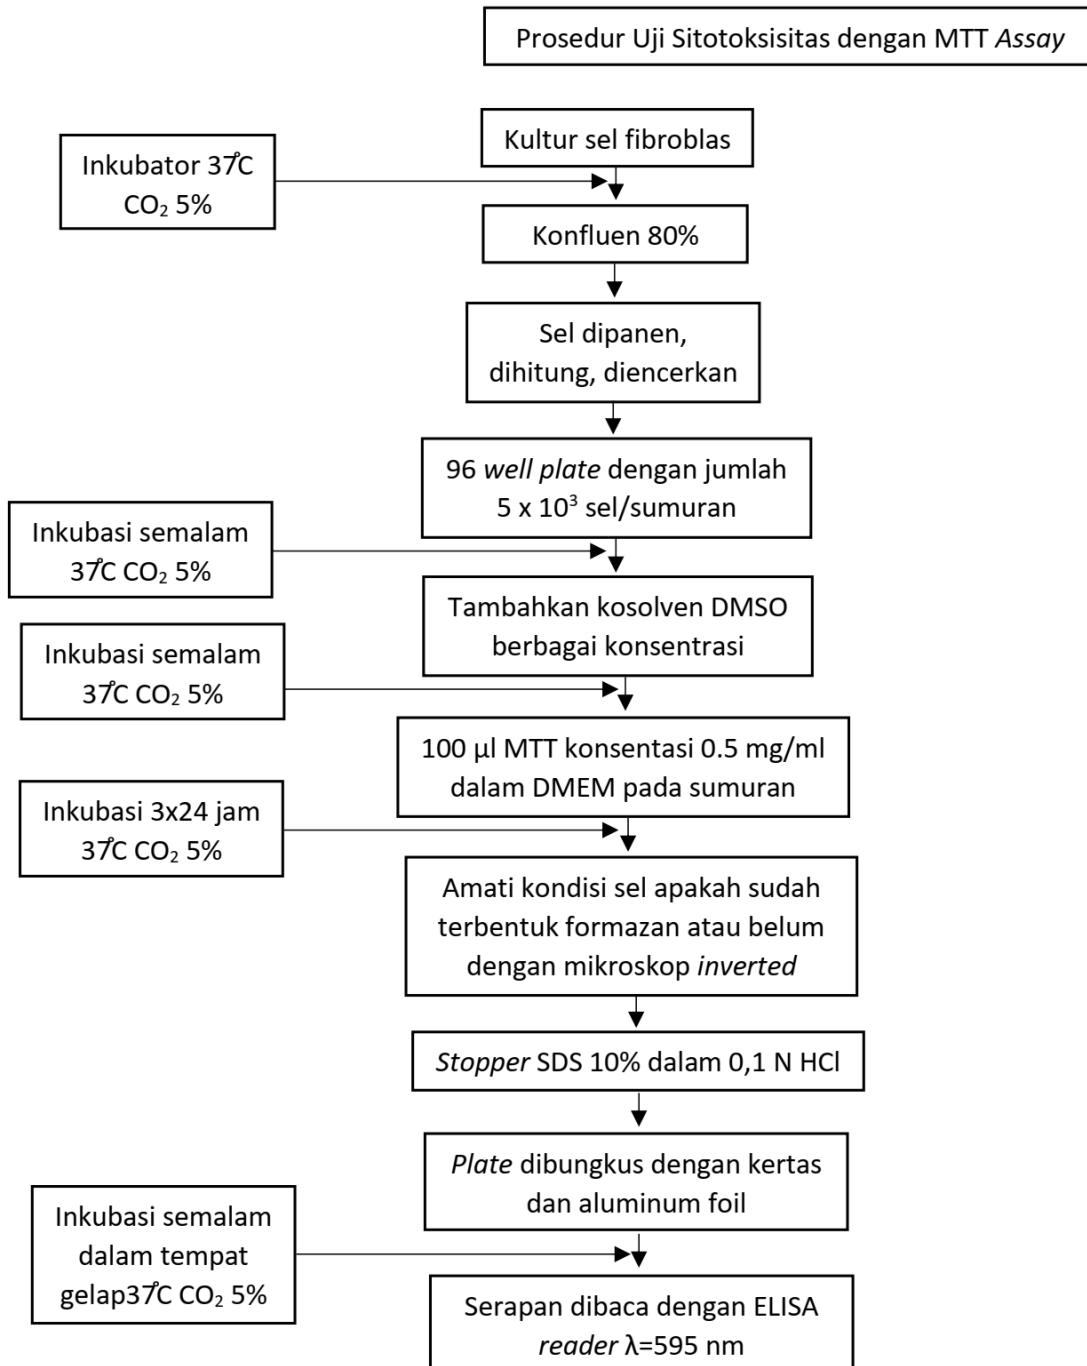 Prosedur Uji Sitotoksisitas dengan MTT Assay
Kultur sel fibroblas
Inkubator 37°C
CO₂ 5%
Konfluen 80%
Sel dipanen,
dihitung, diencerkan
96 well plate dengan jumlah
5 x 10³ sel/sumuran
Inkubasi semalam
37°C CO₂ 5%
Tambahkan kosolven DMSO
berbagai konsentrasi
Inkubasi semalam
37°C CO₂ 5%
100 µl MTT konsentasi 0.5 mg/ml
dalam DMEM pada sumuran
Inkubasi 3x24 jam
37°C CO₂ 5%
Amati kondisi sel apakah sudah
terbentuk formazan atau belum
dengan mikroskop inverted
Stopper SDS 10% dalam 0,1 N HCl
Plate dibungkus dengan kertas
dan aluminum foil
Inkubasi semalam
dalam tempat
gelap37°C CO₂ 5%
Serapan dibaca dengan ELISA
reader λ=595 nm